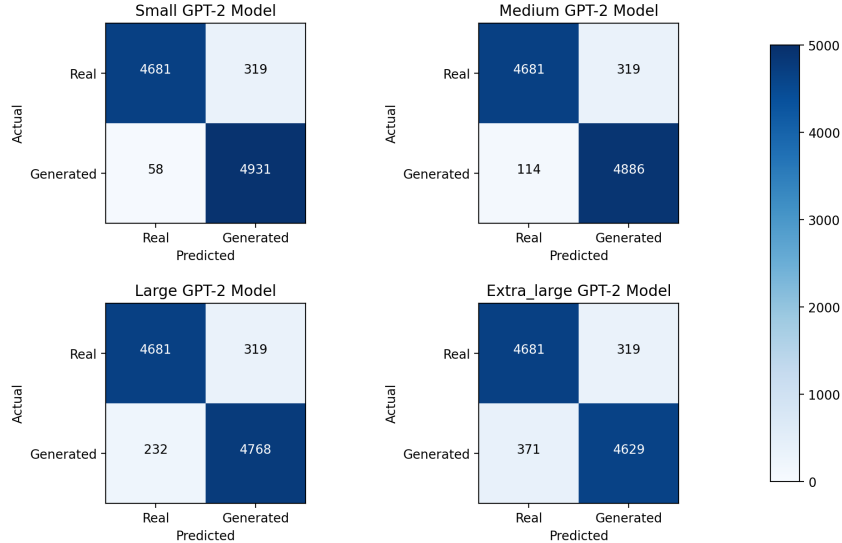 Small GPT-2 Model
Real
4681
319
Actual
Generated
58
4931
Real
Generated
Predicted
Medium GPT-2 Model
Real
4681
319
Actual
Generated
114
4886
Real
Generated
Predicted
Large GPT-2 Model
Real
4681
319
Actual
Generated
232
4768
Real
Generated
Predicted
Extra_large GPT-2 Model
Real
4681
319
Actual
Generated
371
4629
Real
Generated
Predicted
5000
4000
3000
2000
1000
0